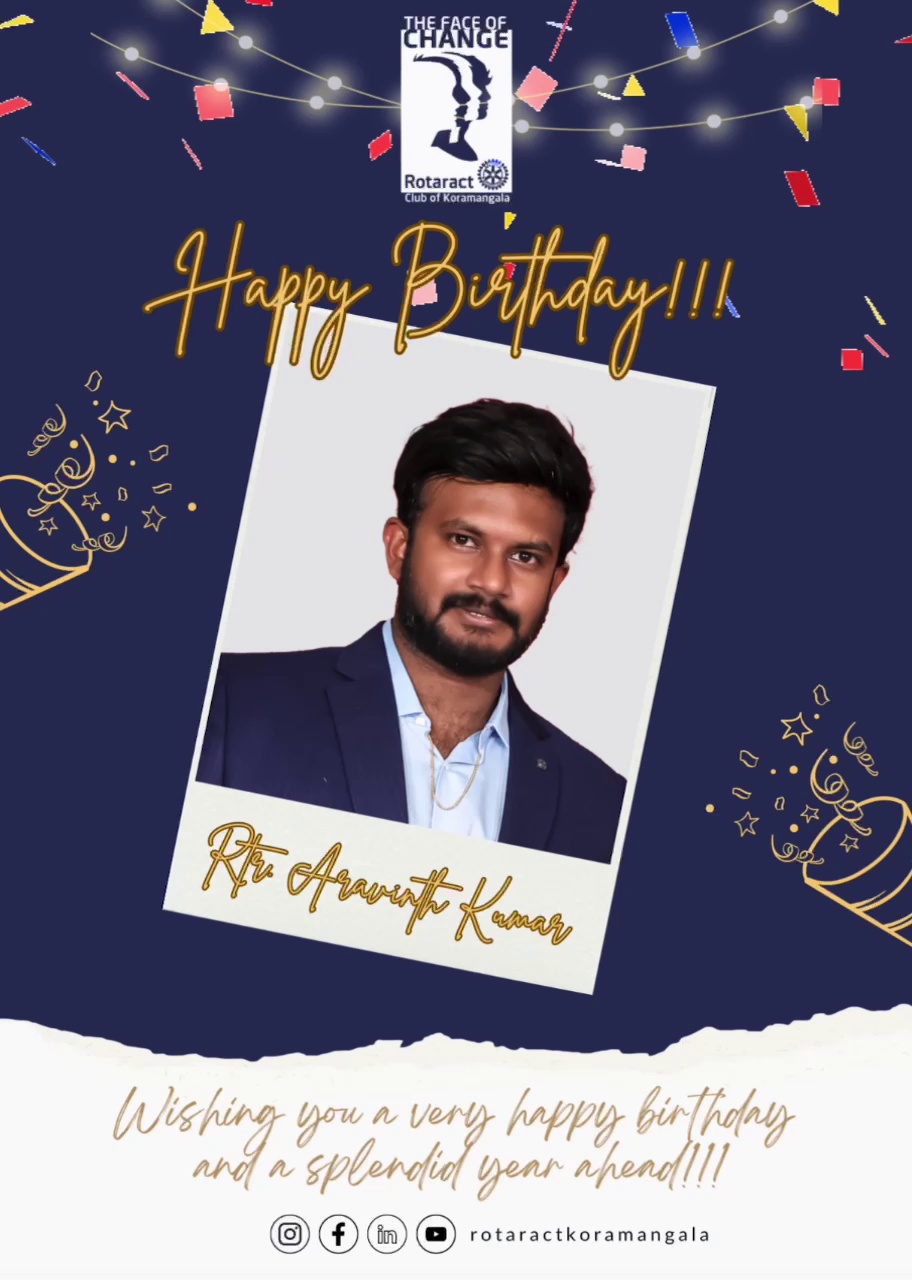 THE FACE OF
CHANGE
Rotaract
Club of Koramangala
Happy Birthday!!!
Rtr. Aravinth Kumar
Wishing you a very happy birthday
and a splendid year ahead!!!
in rotaractkoramangala